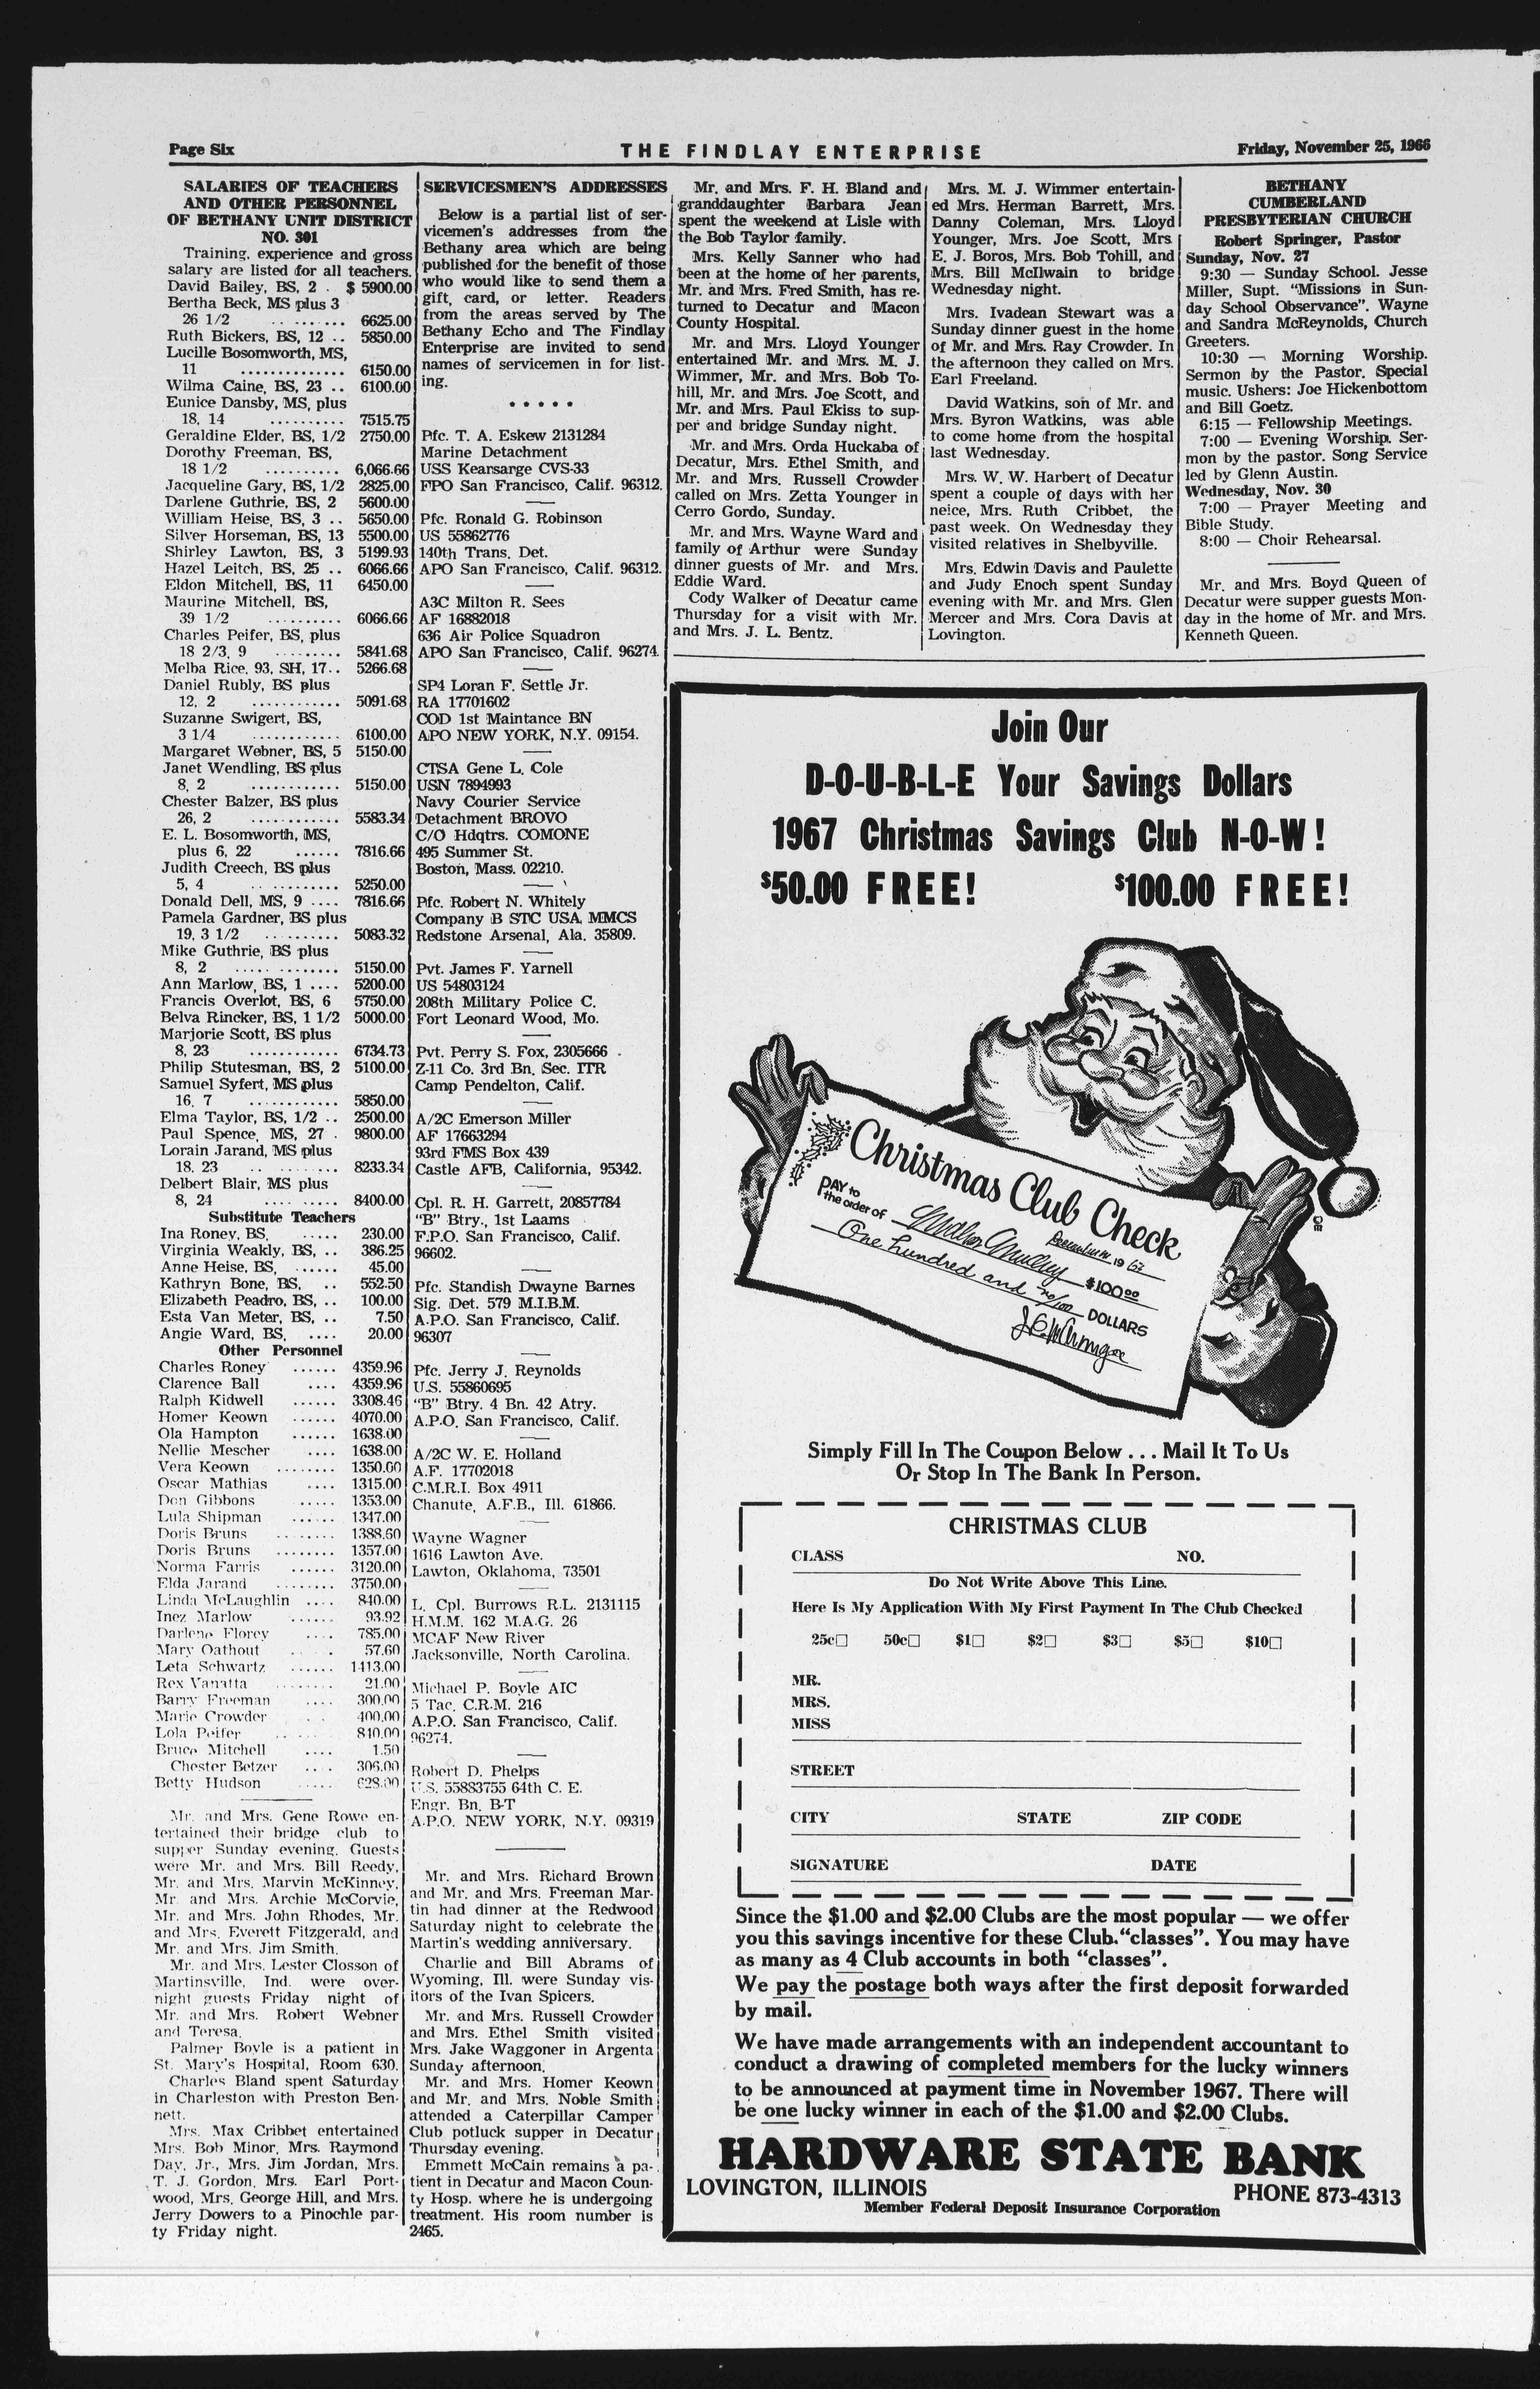 Page Six
THE FINDLAY ENTERPRISE
Friday, November 25, 1966
SALARIES OF TEACHERS
AND OTHER PERSONNEL
OF BETHANY UNIT DISTRICT
NO. 301
Training, experience and gross
salary are listed for all teachers.
David Bailey, BS, 2 . $ 5900.00
Bertha Beck, MS plus 3
26 1/2 .. ....... 6625.00
Ruth Bickers, BS, 12 .. 5850.00
Lucille Bosomworth, MS,
11 ............. 6150.00
Wilma Caine, BS, 23 .. 6100.00
Eunice Dansby, MS, plus
18, 14 .......... 7515.75
Geraldine Elder, BS, 1/2 2750.00
Dorothy Freeman, BS,
18 1/2 .......... 6,066.66
Jacqueline Gary, BS, 1/2 2825.00
Darlene Guthrie, BS, 2 5600.00
William Heise, BS, 3 .. 5650.00
Silver Horseman, BS, 13 5500.00
Shirley Lawton, BS, 3 5199.93
Hazel Leitch, BS, 25 .. 6066.66
Eldon Mitchell, BS, 11 6450.00
Maurine Mitchell, BS,
39 1/2 .......... 6066.66
Charles Peifer, BS, plus
18 2/3, 9 ......... 5841.68
Melba Rice, 93, SH, 17.. 5266.68
Daniel Rubly, BS plus
12, 2 ............ 5091.68
Suzanne Swigert, BS,
3 1/4 ............ 6100.00
Margaret Webner, BS, 5 5150.00
Janet Wendling, BS plus
8, 2 ............ 5150.00
Chester Balzer, BS plus
26, 2 ............ 5583.34
E. L. Bosomworth, MS,
plus 6, 22 ...... 7816.66
Judith Creech, BS plus
5, 4 .. ......... 5250.00
Donald Dell, MS, 9 .... 7816.66
Pamela Gardner, BS plus
19, 3 1/2 .......... 5083.32
Mike Guthrie, BS plus
8, 2 ..... ........ 5150.00
Ann Marlow, BS, 1 .... 5200.00
Francis Overlot, BS, 6 5750.00
Belva Rincker, BS, 1 1/2 5000.00
Marjorie Scott, BS plus
8, 23 ............ 6734.73
Philip Stutesman, BS, 2 5100.00
Samuel Syfert, MS plus
16, 7 ............ 5850.00
Elma Taylor, BS, 1/2 .. 2500.00
Paul Spence, MS, 27 . 9800.00
Lorain Jarand, MS plus
18, 23 .. ........ 8233.34
Delbert Blair, MS plus
8, 24 .... ..... 8400.00
Substitute Teachers
Ina Roney, BS, ..... 230.00
Virginia Weakly, BS, .. 386.25
Anne Heise, BS, ...... 45.00
Kathryn Bone, BS, .. 552.50
Elizabeth Peadro, BS, .. 100.00
Esta Van Meter, BS, .. 7.50
Angie Ward, BS, .... 20.00
Other Personnel
Charles Roney ...... 4359.96
Clarence Ball .... 4359.96
Ralph Kidwell ...... 3308.46
Homer Keown ...... 4070.00
Ola Hampton ...... 1638.00
Nellie Mescher .... 1638.00
Vera Keown ........ 1350.00
Oscar Mathias .... 1315.00
Don Gibbons ..... 1353.00
Lula Shipman ...... 1347.00
Doris Bruns ........ 1388.60
Doris Bruns ........ 1357.00
Norma Farris ...... 3120.00
Elda Jarand ........ 3750.00
Linda McLaughlin .... 840.00
Inez Marlow ...... 93.92
Darlene Florey .... 785.00
Mary Oathout .. . 57.60
Leta Schwartz ...... 1413.00
Rex Vanatta ........ 21.00
Barry Freeman .... 300.00
Marie Crowder . . 400.00
Lola Peifer .. ... 810.00
Bruce Mitchell .... 1.50
Chester Betzer .... 306.00
Betty Hudson ..... 628.00
Mr. and Mrs. Gene Rowe en-
tertained their bridge club to
supper Sunday evening. Guests
were Mr. and Mrs. Bill Reedy,
Mr. and Mrs. Marvin McKinney,
Mr. and Mrs. Archie McCorvie,
Mr. and Mrs. John Rhodes, Mr.
and Mrs. Everett Fitzgerald, and
Mr. and Mrs. Jim Smith.
Mr. and Mrs. Lester Closson of
Martinsville, Ind. were over-
night guests Friday night of
Mr. and Mrs. Robert Webner
and Teresa.
Palmer Boyle is a patient in
St. Mary's Hospital, Room 630.
Charles Bland spent Saturday
in Charleston with Preston Ben-
nett.
Mrs. Max Cribbet entertained
Mrs. Bob Minor, Mrs. Raymond
Day, Jr., Mrs. Jim Jordan, Mrs.
T. J. Gordon, Mrs. Earl Port-
wood, Mrs. George Hill, and Mrs.
Jerry Dowers to a Pinochle par-
ty Friday night.
SERVICESMEN'S ADDRESSES
Below is a partial list of ser-
vicemen's addresses from the
Bethany area which are being
published for the benefit of those
who would like to send them a
gift, card, or letter. Readers
from the areas served by The
Bethany Echo and The Findlay
Enterprise are invited to send
names of servicemen in for list-
ing.
* * * * *
Pfc. T. A. Eskew 2131284
Marine Detachment
USS Kearsarge CVS-33
FPO San Francisco, Calif. 96312.
Pfc. Ronald G. Robinson
US 55862776
140th Trans. Det.
APO San Francisco, Calif. 96312.
A3C Milton R. Sees
AF 16882018
636 Air Police Squadron
APO San Francisco, Calif. 96274.
SP4 Loran F. Settle Jr.
RA 17701602
COD 1st Maintance BN
APO NEW YORK, N.Y. 09154.
CTSA Gene L. Cole
USN 7894993
Navy Courier Service
Detachment BROVO
C/O Hdqtrs. COMONE
495 Summer St.
Boston, Mass. 02210.
Pfc. Robert N. Whitely
Company B STC USA MMCS
Redstone Arsenal, Ala. 35809.
Pvt. James F. Yarnell
US 54803124
208th Military Police C.
Fort Leonard Wood, Mo.
Pvt. Perry S. Fox, 2305666 .
Z-11 Co. 3rd Bn. Sec. ITR
Camp Pendelton, Calif.
A/2C Emerson Miller
AF 17663294
93rd FMS Box 439
Castle AFB, California, 95342.
Cpl. R. H. Garrett, 20857784
"B" Btry., 1st Laams
F.P.O. San Francisco, Calif.
96602.
Pfc. Standish Dwayne Barnes
Sig. Det. 579 M.I.B.M.
A.P.O. San Francisco, Calif.
96307
Pfc. Jerry J. Reynolds
U.S. 55860695
"B" Btry. 4 Bn. 42 Atry.
A.P.O. San Francisco, Calif.
A/2C W. E. Holland
A.F. 17702018
C.M.R.I. Box 4911
Chanute, A.F.B., Ill. 61866.
Wayne Wagner
1616 Lawton Ave.
Lawton, Oklahoma, 73501
L. Cpl. Burrows R.L. 2131115
H.M.M. 162 M.A.G. 26
MCAF New River
Jacksonville, North Carolina.
Michael P. Boyle AIC
5 Tac. C.R.M. 216
A.P.O. San Francisco, Calif.
96274.
Robert D. Phelps
U.S. 55883755 64th C. E.
Engr. Bn. B-T
A.P.O. NEW YORK, N.Y. 09319
Mr. and Mrs. Richard Brown
and Mr. and Mrs. Freeman Mar-
tin had dinner at the Redwood
Saturday night to celebrate the
Martin's wedding anniversary.
Charlie and Bill Abrams of
Wyoming, Ill. were Sunday vis-
itors of the Ivan Spicers.
Mr. and Mrs. Russell Crowder
and Mrs. Ethel Smith visited
Mrs. Jake Waggoner in Argenta
Sunday afternoon.
Mr. and Mrs. Homer Keown
and Mr. and Mrs. Noble Smith
attended a Caterpillar Camper
Club potluck supper in Decatur
Thursday evening.
Emmett McCain remains a pa-
tient in Decatur and Macon Coun-
ty Hosp. where he is undergoing
treatment. His room number is
2465.
Mr. and Mrs. F. H. Bland and
granddaughter Barbara Jean
spent the weekend at Lisle with
the Bob Taylor family.
Mrs. Kelly Sanner who had
been at the home of her parents,
Mr. and Mrs. Fred Smith, has re-
turned to Decatur and Macon
County Hospital.
Mr. and Mrs. Lloyd Younger
entertained Mr. and Mrs. M. J.
Wimmer, Mr. and Mrs. Bob To-
hill, Mr. and Mrs. Joe Scott, and
Mr. and Mrs. Paul Ekiss to sup-
per and bridge Sunday night.
Mr. and Mrs. Orda Huckaba of
Decatur, Mrs. Ethel Smith, and
Mr. and Mrs. Russell Crowder
called on Mrs. Zetta Younger in
Cerro Gordo, Sunday.
Mr. and Mrs. Wayne Ward and
family of Arthur were Sunday
dinner guests of Mr. and Mrs.
Eddie Ward.
Cody Walker of Decatur came
Thursday for a visit with Mr.
and Mrs. J. L. Bentz.
Mrs. M. J. Wimmer entertain-
ed Mrs. Herman Barrett, Mrs.
Danny Coleman, Mrs. Lloyd
Younger, Mrs. Joe Scott, Mrs
E. J. Boros, Mrs. Bob Tohill, and
Mrs. Bill McIlwain to bridge
Wednesday night.
Mrs. Ivadean Stewart was a
Sunday dinner guest in the home
of Mr. and Mrs. Ray Crowder. In
the afternoon they called on Mrs.
Earl Freeland.
David Watkins, son of Mr. and
Mrs. Byron Watkins, was able
to come home from the hospital
last Wednesday.
Mrs. W. W. Harbert of Decatur
spent a couple of days with her
neice, Mrs. Ruth Cribbet, the
past week. On Wednesday they
visited relatives in Shelbyville.
Mrs. Edwin Davis and Paulette
and Judy Enoch spent Sunday
evening with Mr. and Mrs. Glen
Mercer and Mrs. Cora Davis at
Lovington.
BETHANY
CUMBERLAND
PRESBYTERIAN CHURCH
Robert Springer, Pastor
Sunday, Nov. 27
9:30 — Sunday School. Jesse
Miller, Supt. "Missions in Sun-
day School Observance". Wayne
and Sandra McReynolds, Church
Greeters.
10:30 — Morning Worship.
Sermon by the Pastor. Special
music. Ushers: Joe Hickenbottom
and Bill Goetz.
6:15 — Fellowship Meetings.
7:00 — Evening Worship. Ser-
mon by the pastor. Song Service
led by Glenn Austin.
Wednesday, Nov. 30
7:00 — Prayer Meeting and
Bible Study.
8:00 — Choir Rehearsal.
Mr. and Mrs. Boyd Queen of
Decatur were supper guests Mon-
day in the home of Mr. and Mrs.
Kenneth Queen.
Join Our
D-O-U-B-L-E Your Savings Dollars
1967 Christmas Savings Club N-O-W!
$50.00 FREE! $100.00 FREE!
Christmas Club Check
PAY to
the order of
19 67
$100 00
One hundred and no/100 DOLLARS
Simply Fill In The Coupon Below . . . Mail It To Us
Or Stop In The Bank In Person.
CHRISTMAS CLUB
CLASS NO.
Do Not Write Above This Line.
Here Is My Application With My First Payment In The Club Checked
25c□ 50c□ $1□ $2□ $3□ $5□ $10□
MR.
MRS.
MISS
STREET
CITY STATE ZIP CODE
SIGNATURE DATE
Since the $1.00 and $2.00 Clubs are the most popular — we offer
you this savings incentive for these Club."classes". You may have
as many as 4 Club accounts in both "classes".
We pay the postage both ways after the first deposit forwarded
by mail.
We have made arrangements with an independent accountant to
conduct a drawing of completed members for the lucky winners
to be announced at payment time in November 1967. There will
be one lucky winner in each of the $1.00 and $2.00 Clubs.
HARDWARE STATE BANK
LOVINGTON, ILLINOIS
PHONE 873-4313
Member Federal Deposit Insurance Corporation